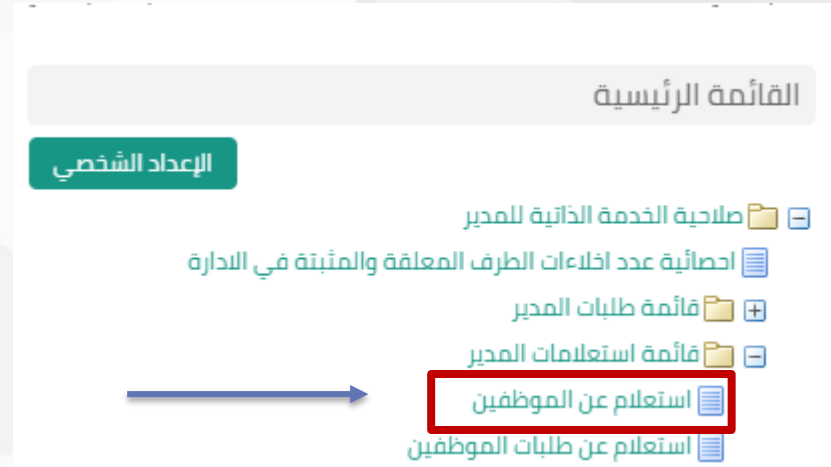 القائمة الرئيسية
الإعداد الشخصي
صلاحية الخدمة الذاتية للمدير
احصائية عدد اخلاءات الطرف المعلقة والمثبتة في الادارة
قائمة طلبات المدير
قائمة استعلامات المدير
استعلام عن الموظفين
استعلام عن طلبات الموظفين